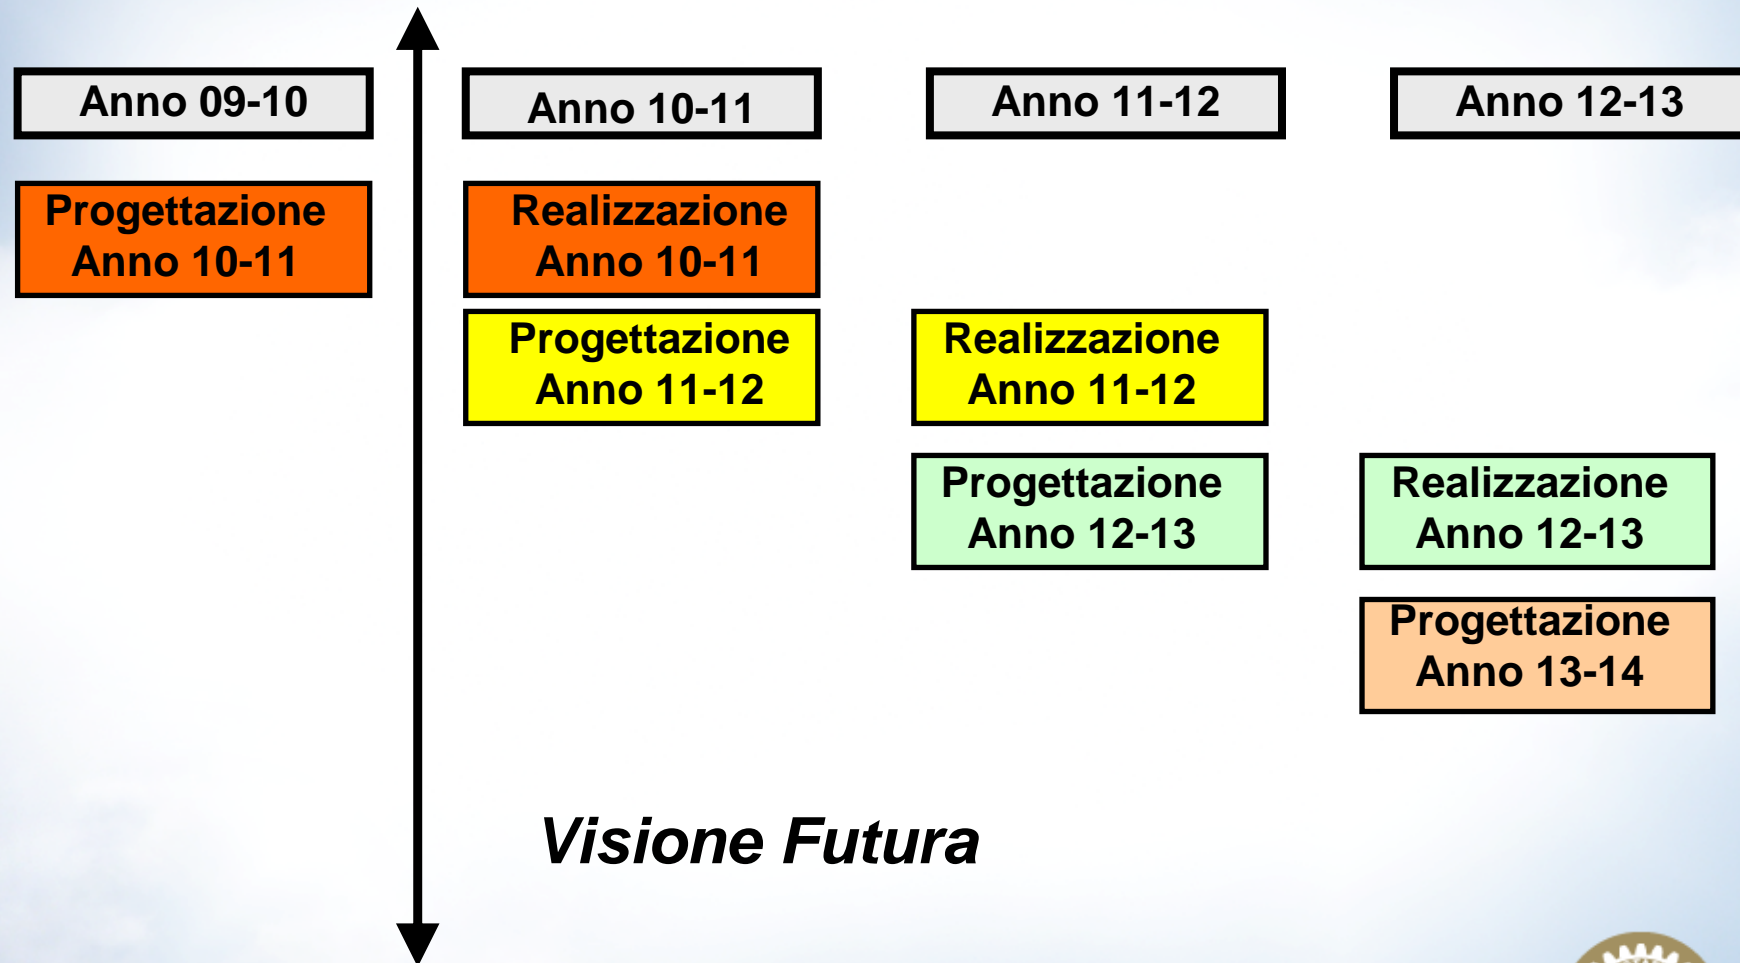 Anno 09-10
Anno 10-11
Anno 11-12
Anno 12-13
Progettazione
Anno 10-11
Realizzazione
Anno 10-11
Progettazione
Anno 11-12
Realizzazione
Anno 11-12
Progettazione
Anno 12-13
Realizzazione
Anno 12-13
Progettazione
Anno 13-14
Visione Futura